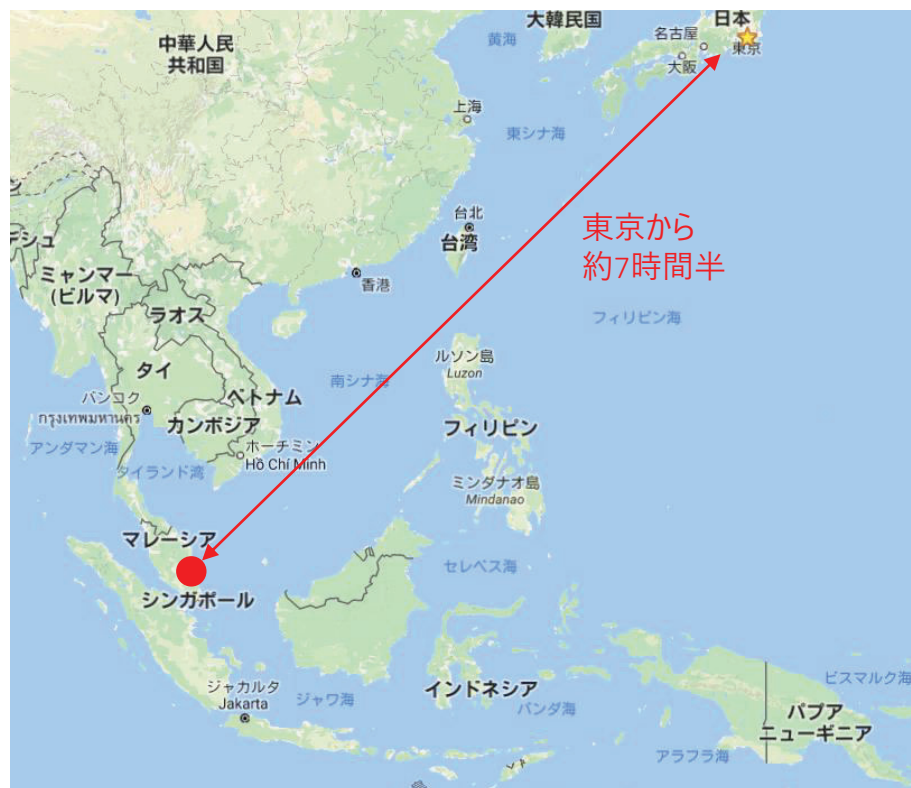 大韓民国
日本
中華人民
共和国
黄海
名古屋
東京
大阪
上海
東シナ海
東京から
約7時間半
台北
台湾
デシュ
ミャンマー
(ビルマ)
香港
ラオス
フィリピン海
ルソン島
Luzon
タイ
南シナ海
バンコク
กรุงเทพมหานคร
ベトナム
カンボジア
フィリピン
アンダマン海
ホーチミン
Hồ Chí Minh
タイランド湾
ミンダナオ島
Mindanao
マレーシア
セレベス海
シンガポール
ジャカルタ
Jakarta
ジャワ海
インドネシア
バンダ海
ビスマルク海
パプア
ニューギニア
アラフラ海